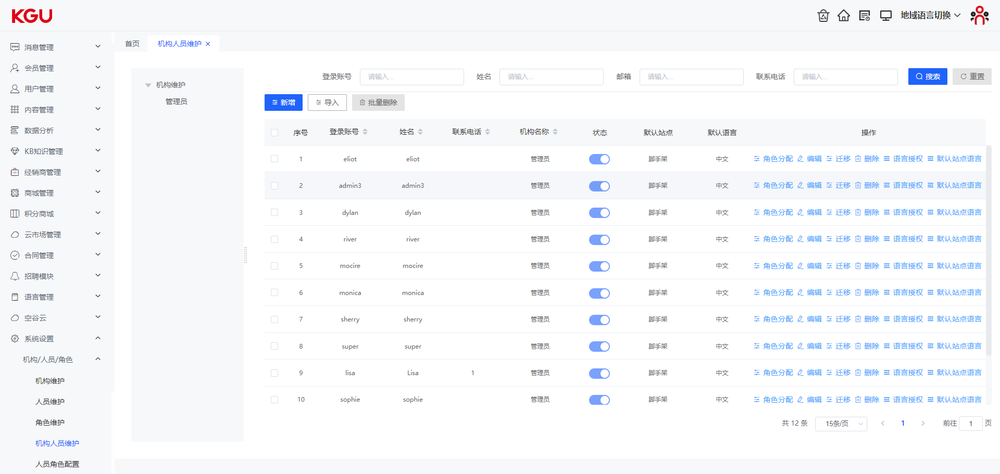 KGU
地域语言切换
消息管理
会员管理
用户管理
内容管理
数据分析
KB知识管理
经销商管理
商城管理
积分商城
云市场管理
合同管理
招聘模块
语言管理
空谷云
系统设置
机构/人员/角色
机构维护
人员维护
角色维护
机构人员维护
人员角色配置
首页 机构人员维护
机构维护
管理员
登录账号 请输入... 姓名 请输入... 邮箱 请输入... 联系电话 请输入... 搜索 重置
新增 导入 批量删除
序号 登录账号 姓名 联系电话 机构名称 状态 默认站点 默认语言 操作
1 eliot eliot 管理员 脚手架 中文 角色分配 编辑 迁移 删除 语言授权 默认站点语言
2 admin3 admin3 管理员 脚手架 中文 角色分配 编辑 迁移 删除 语言授权 默认站点语言
3 dylan dylan 管理员 脚手架 中文 角色分配 编辑 迁移 删除 语言授权 默认站点语言
4 river river 管理员 脚手架 中文 角色分配 编辑 迁移 删除 语言授权 默认站点语言
5 mocire mocire 管理员 脚手架 中文 角色分配 编辑 迁移 删除 语言授权 默认站点语言
6 monica monica 管理员 脚手架 中文 角色分配 编辑 迁移 删除 语言授权 默认站点语言
7 sherry sherry 管理员 脚手架 中文 角色分配 编辑 迁移 删除 语言授权 默认站点语言
8 super super 管理员 脚手架 中文 角色分配 编辑 迁移 删除 语言授权 默认站点语言
9 lisa Lisa 1 管理员 脚手架 中文 角色分配 编辑 迁移 删除 语言授权 默认站点语言
10 sophie sophie 管理员 脚手架 中文 角色分配 编辑 迁移 删除 语言授权 默认站点语言
共 12 条 15条/页 1 前往 1 页